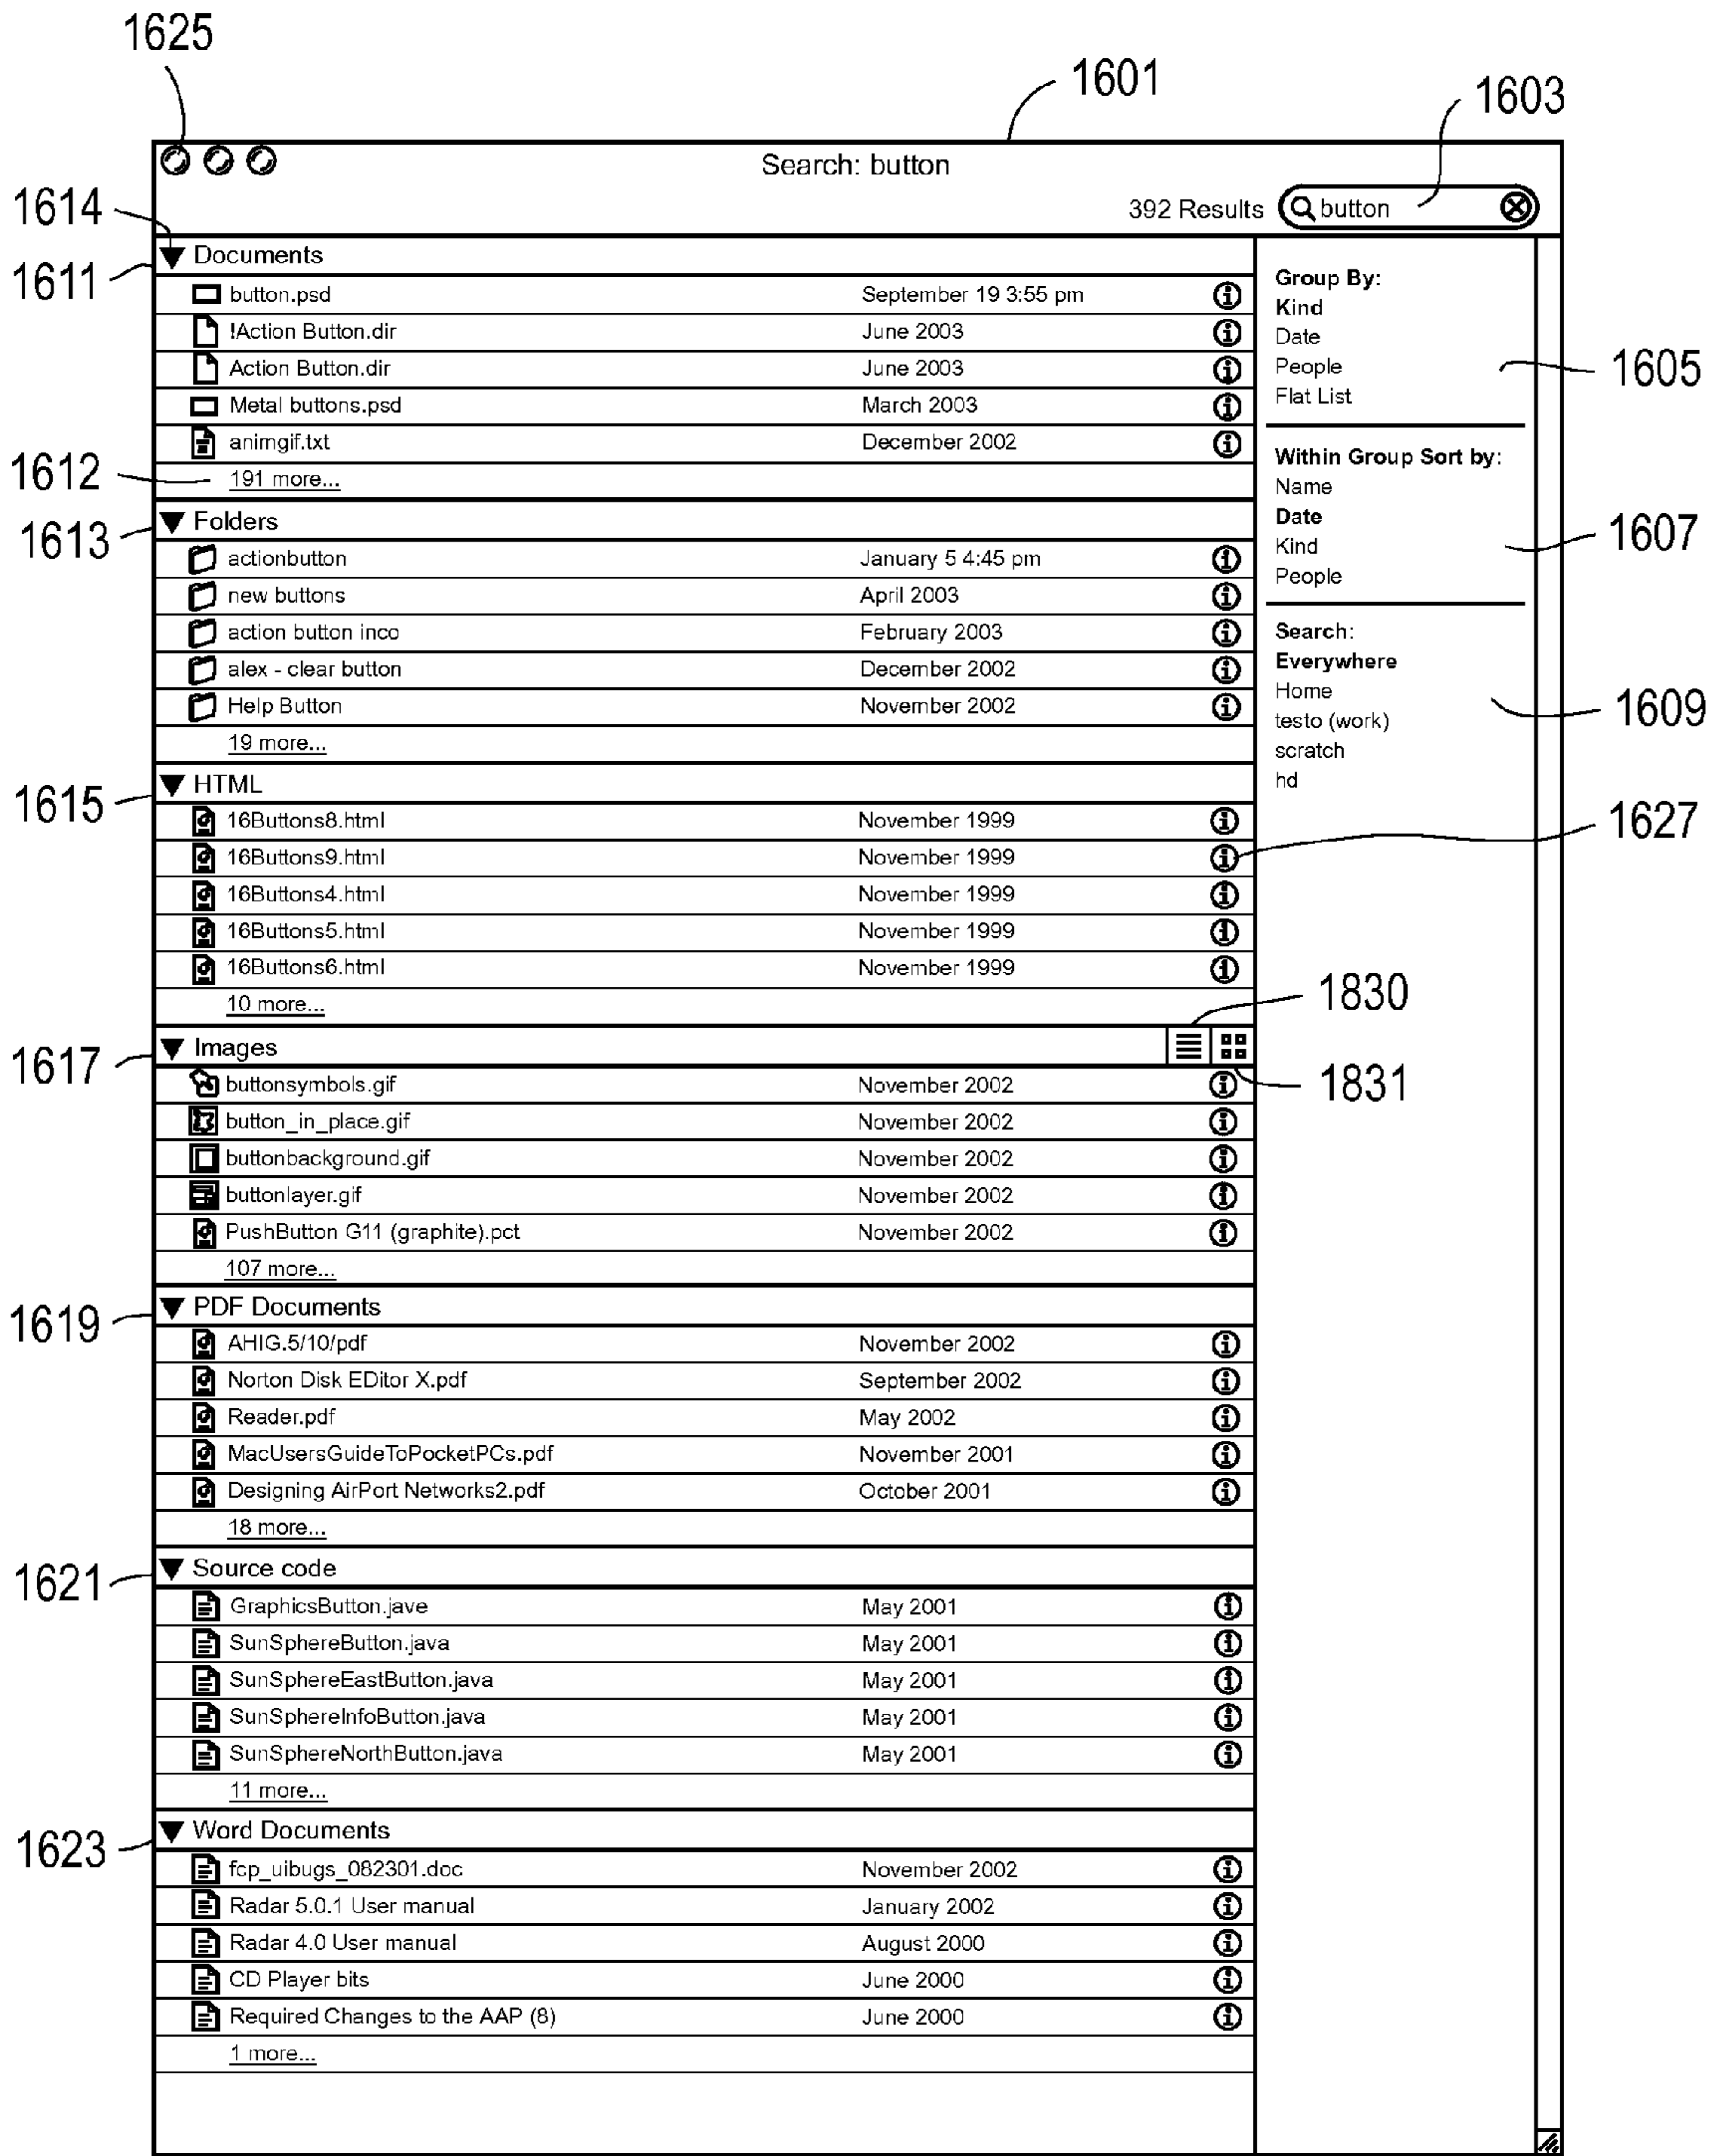 1625
1601
1603
Search: button
1614
392 Results button
1611
Documents
button.psd September 19 3:55 pm
!Action Button.dir June 2003
Action Button.dir June 2003
Metal buttons.psd March 2003
animgif.txt December 2002
1612
191 more...
1613
Folders
actionbutton January 5 4:45 pm
new buttons April 2003
action button inco February 2003
alex - clear button December 2002
Help Button November 2002
19 more...
1615
HTML
16Buttons8.html November 1999
16Buttons9.html November 1999
16Buttons4.html November 1999
16Buttons5.html November 1999
16Buttons6.html November 1999
10 more...
1830
1617
Images
1831
buttonsymbols.gif November 2002
button_in_place.gif November 2002
buttonbackground.gif November 2002
buttonlayer.gif November 2002
PushButton G11 (graphite).pct November 2002
107 more...
1619
PDF Documents
AHIG.5/10/pdf November 2002
Norton Disk EDitor X.pdf September 2002
Reader.pdf May 2002
MacUsersGuideToPocketPCs.pdf November 2001
Designing AirPort Networks2.pdf October 2001
18 more...
1621
Source code
GraphicsButton.jave May 2001
SunSphereButton.java May 2001
SunSphereEastButton.java May 2001
SunSphereInfoButton.java May 2001
SunSphereNorthButton.java May 2001
11 more...
1623
Word Documents
fcp_uibugs_082301.doc November 2002
Radar 5.0.1 User manual January 2002
Radar 4.0 User manual August 2000
CD Player bits June 2000
Required Changes to the AAP (8) June 2000
1 more...
Group By:
Kind
Date
People
Flat List
1605
Within Group Sort by:
Name
Date
Kind
People
1607
Search:
Everywhere
Home
testo (work)
scratch
hd
1609
1627